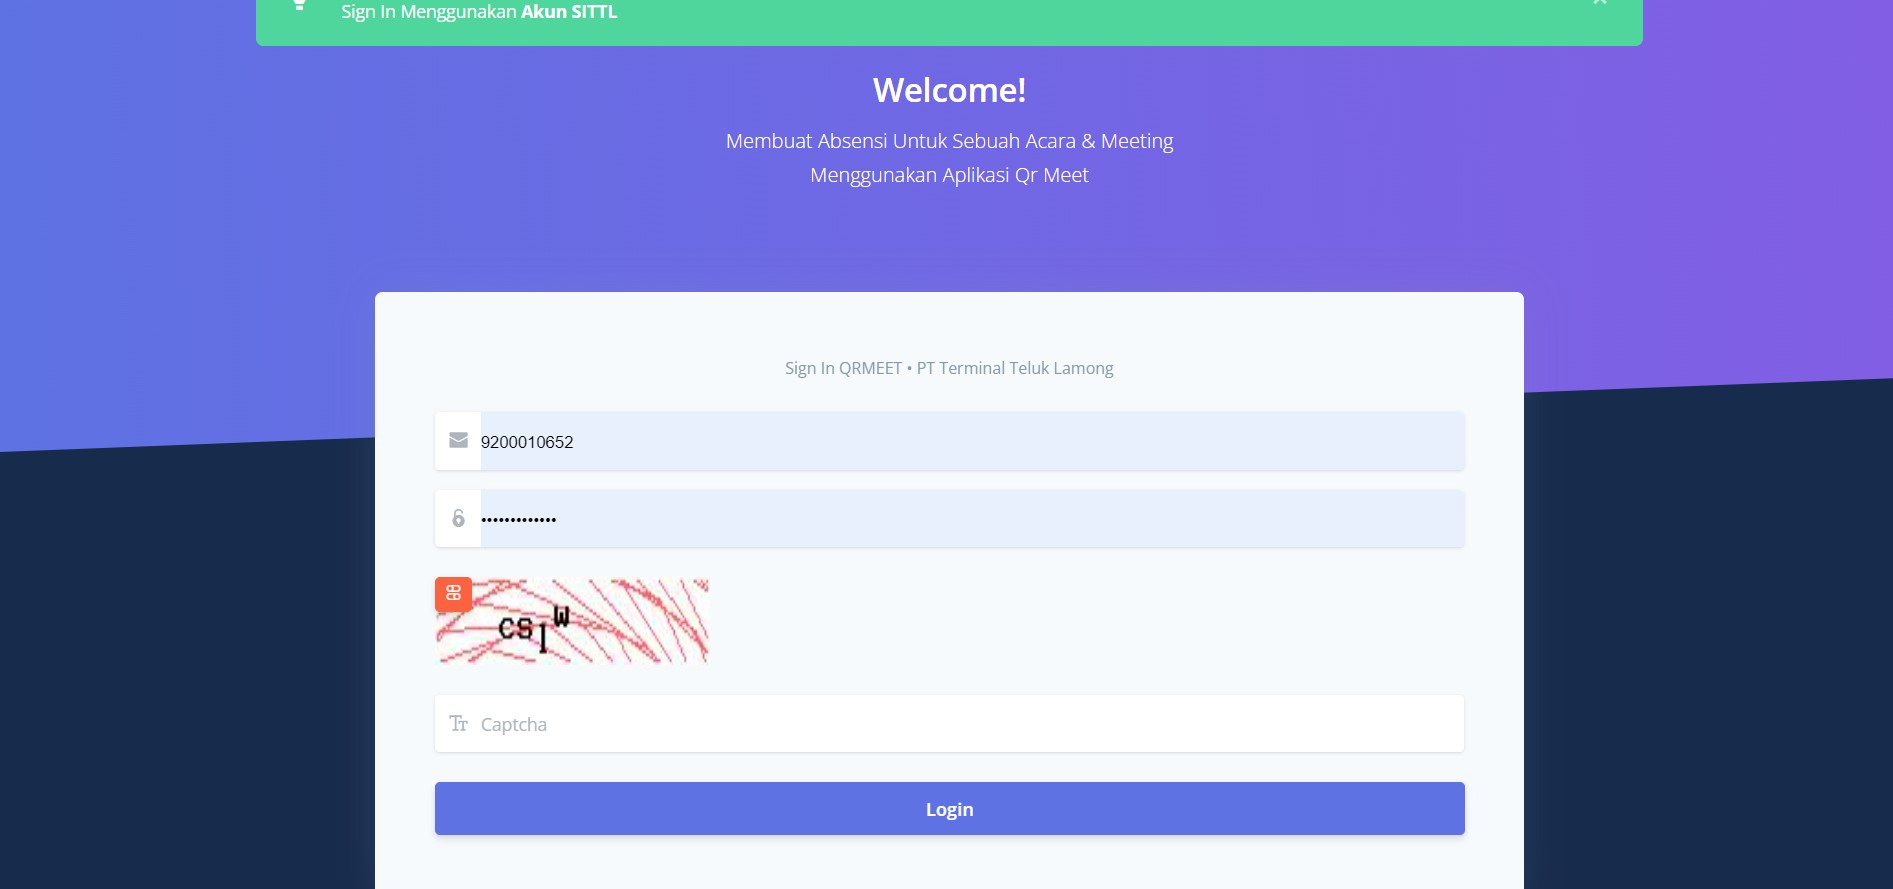 Sign In Menggunakan Akun SITTL
Welcome!
Membuat Absensi Untuk Sebuah Acara & Meeting
Menggunakan Aplikasi Qr Meet
Sign In QRMEET • PT Terminal Teluk Lamong
9200010652
•••••••••••••
Captcha
Login